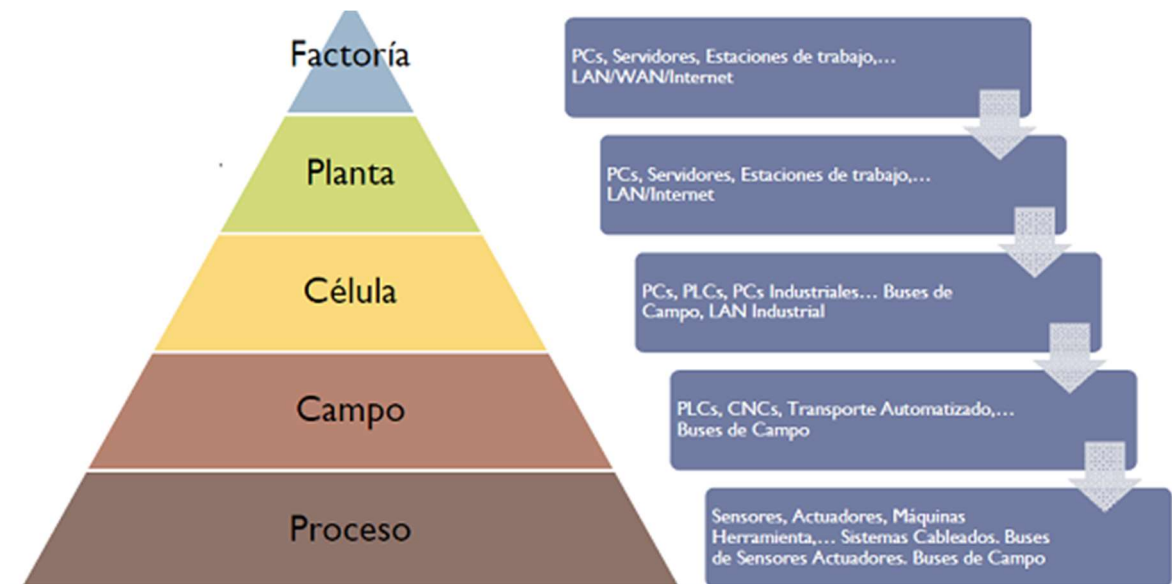 Factoría
PCs, Servidores, Estaciones de trabajo,...
LAN/WAN/Internet
Planta
PCs, Servidores, Estaciones de trabajo,...
LAN/Internet
Célula
PCs, PLCs, PCs Industriales... Buses de
Campo, LAN Industrial
Campo
PLCs, CNCs, Transporte Automatizado,...
Buses de Campo
Proceso
Sensores, Actuadores, Máquinas
Herramienta,... Sistemas Cableados. Buses
de Sensores Actuadores. Buses de Campo